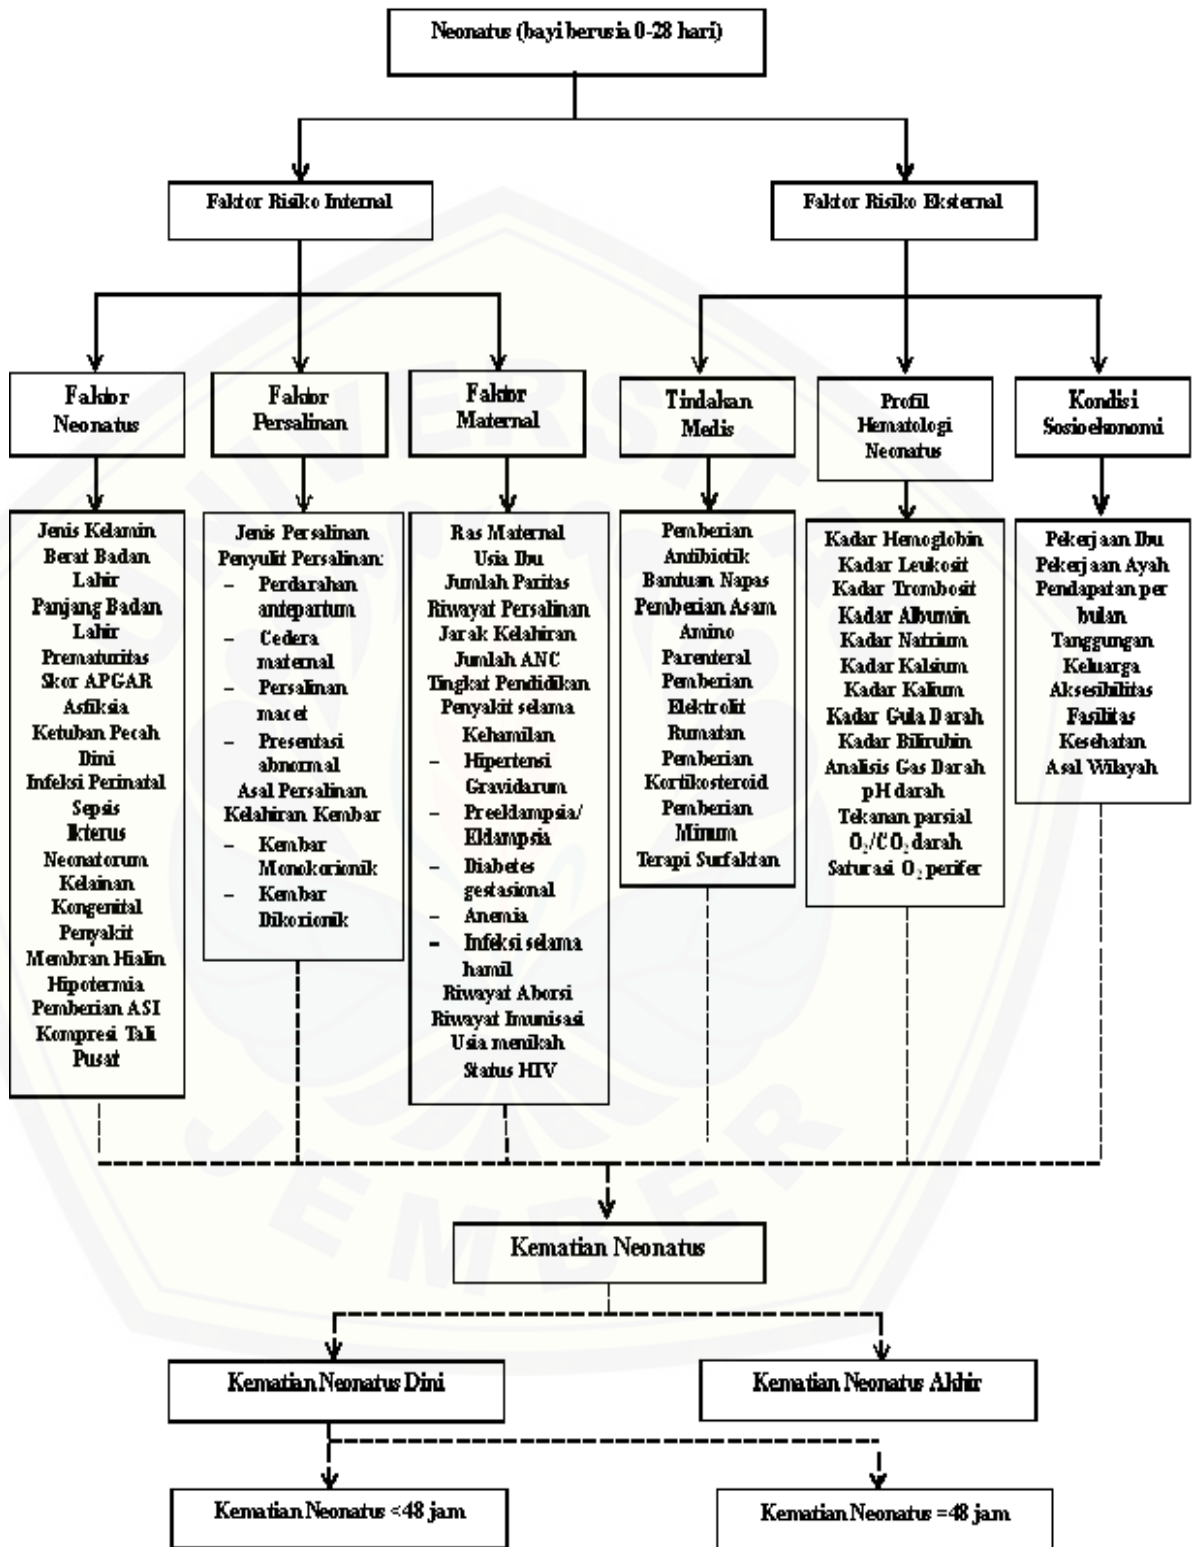 Neonatus (bayi berusia 0-28 hari)
Faktor Risiko Internal
Faktor Risiko Eksternal
Faktor
Neonatus
Faktor
Persalinan
Faktor
Maternal
Tindakan
Medis
Profil
Hematologi
Neonatus
Kondisi
Sosioekonomi
Jenis Kelamin
Berat Badan
Lahir
Panjang Badan
Lahir
Prematuritas
Skor APGAR
Asfiksia
Ketuban Pecah
Dini
Infeksi Perinatal
Sepsis
Ikterus
Neonatorum
Kelainan
Kongenital
Penyakit
Membran Hialin
Hipotermia
Pemberian ASI
Kompresi Tali
Pusat
Jenis Persalinan
Penyulit Persalinan:
– Perdarahan
antepartum
– Cedera
maternal
– Persalinan
macet
– Presentasi
abnormal
Asal Persalinan
Kelahiran Kembar
– Kembar
Monokorionik
– Kembar
Dikorionik
Ras Maternal
Usia Ibu
Jumlah Paritas
Riwayat Persalinan
Jarak Kelahiran
Jumlah ANC
Tingkat Pendidikan
Penyakit selama
Kehamilan
– Hipertensi
Gravidarum
– Preeklampsia/
Eklampsia
– Diabetes
gestasional
– Anemia
– Infeksi selama
hamil
Riwayat Aborsi
Riwayat Imunisasi
Usia menikah
Status HIV
Pemberian
Antibiotik
Bantuan Napas
Pemberian Asam
Amino
Parenteral
Pemberian
Elektrolit
Rumatan
Pemberian
Kortikosteroid
Pemberian
Minum
Terapi Surfaktan
Kadar Hemoglobin
Kadar Leukosit
Kadar Trombosit
Kadar Albumin
Kadar Natrium
Kadar Kalsium
Kadar Kalium
Kadar Gula Darah
Kadar Bilirubin
Analisis Gas Darah
pH darah
Tekanan parsial
O₂/CO₂ darah
Saturasi O₂ perifer
Pekerjaan Ibu
Pekerjaan Ayah
Pendapatan per
bulan
Tanggungan
Keluarga
Aksesibilitas
Fasilitas
Kesehatan
Asal Wilayah
Kematian Neonatus
Kematian Neonatus Dini
Kematian Neonatus Akhir
Kematian Neonatus <48 jam
Kematian Neonatus =48 jam
UNIVERSITAS
JEMBER